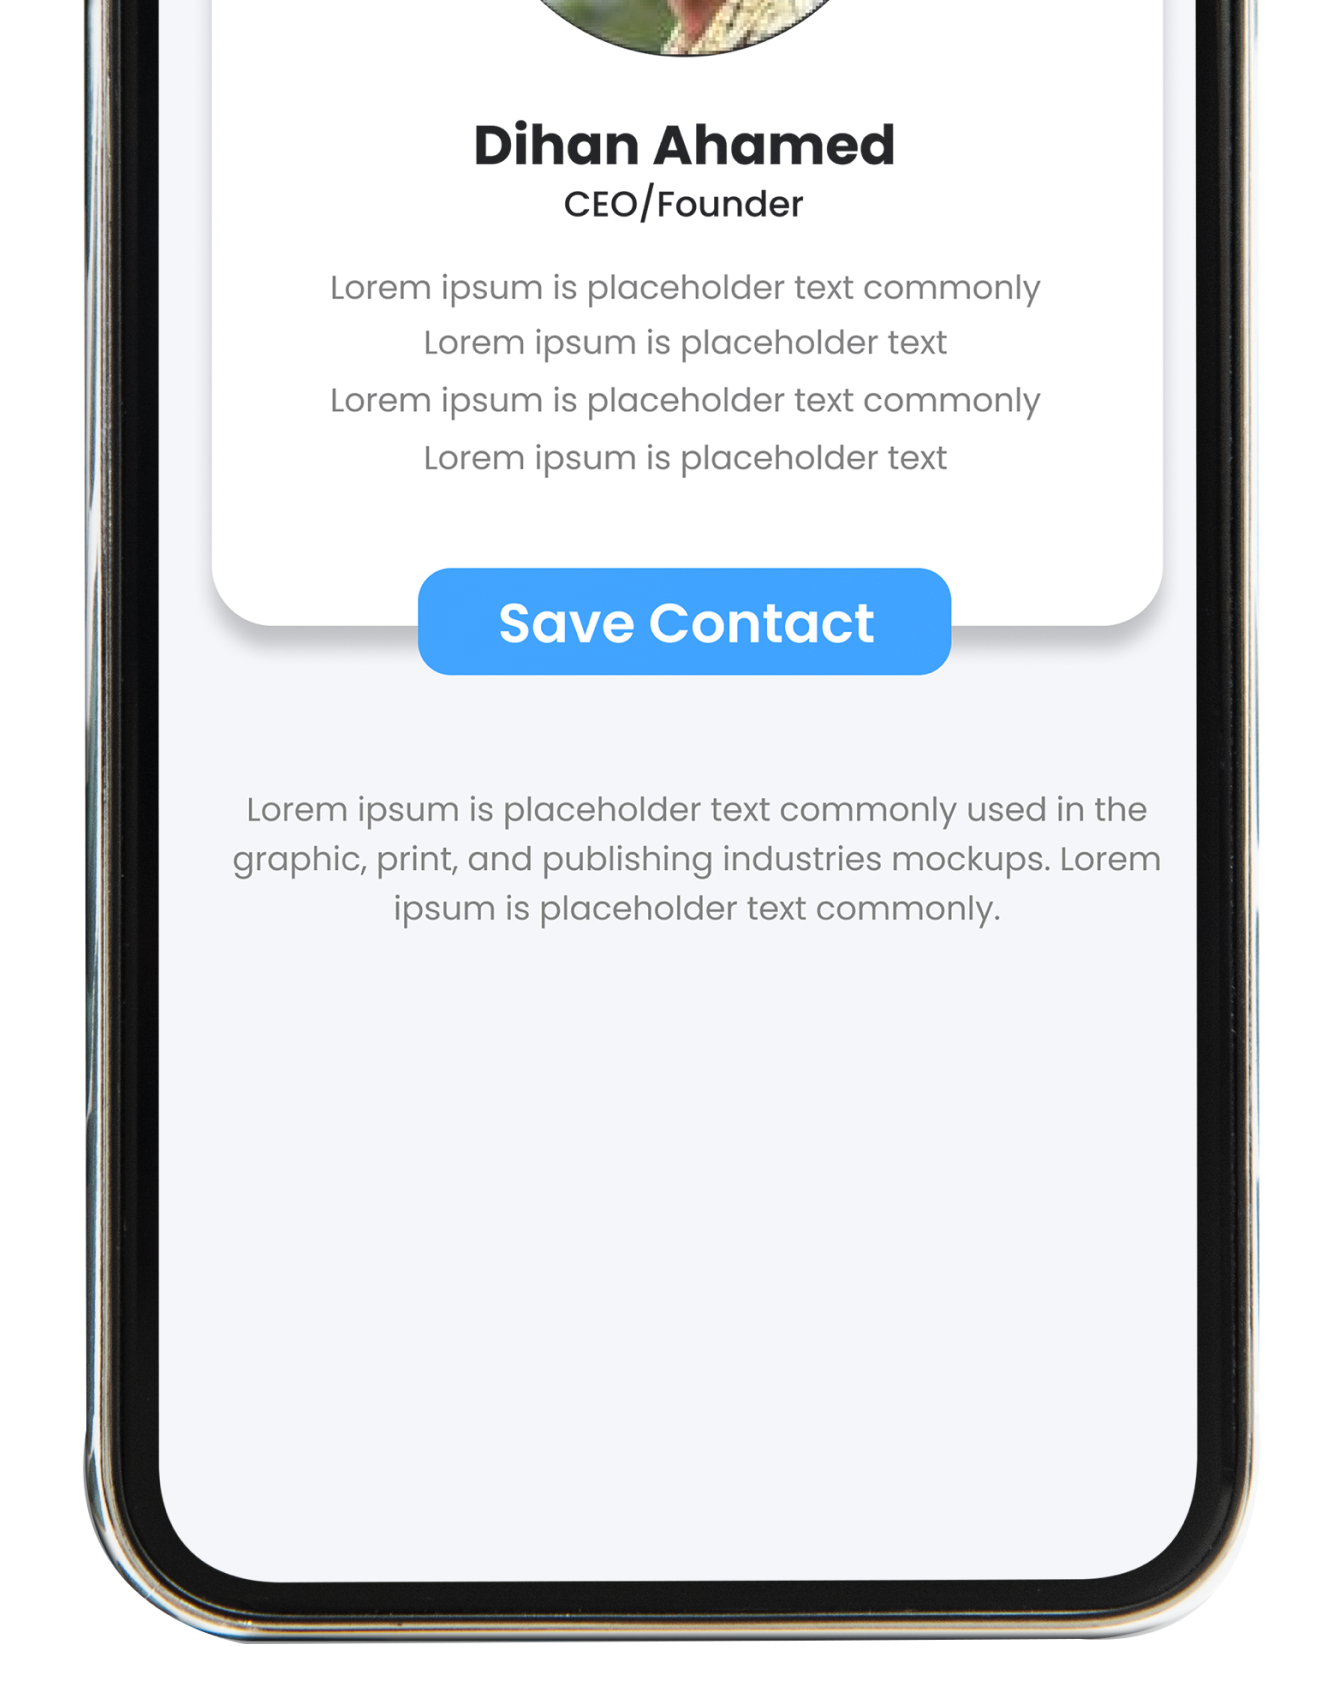 Dihan Ahamed
CEO/Founder
Lorem ipsum is placeholder text commonly
Lorem ipsum is placeholder text
Lorem ipsum is placeholder text commonly
Lorem ipsum is placeholder text
Save Contact
Lorem ipsum is placeholder text commonly used in the
graphic, print, and publishing industries mockups. Lorem
ipsum is placeholder text commonly.